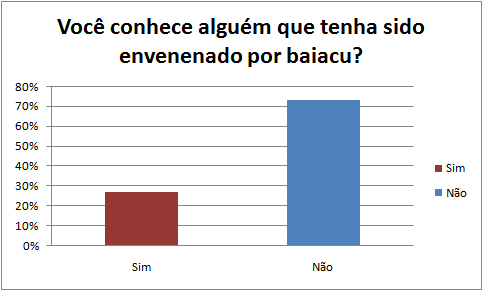 Você conhece alguém que tenha sido
envenenado por baiacu?
80%
70%
60%
50%
40%
30%
20%
10%
0%
Sim
Não
Sim
Não